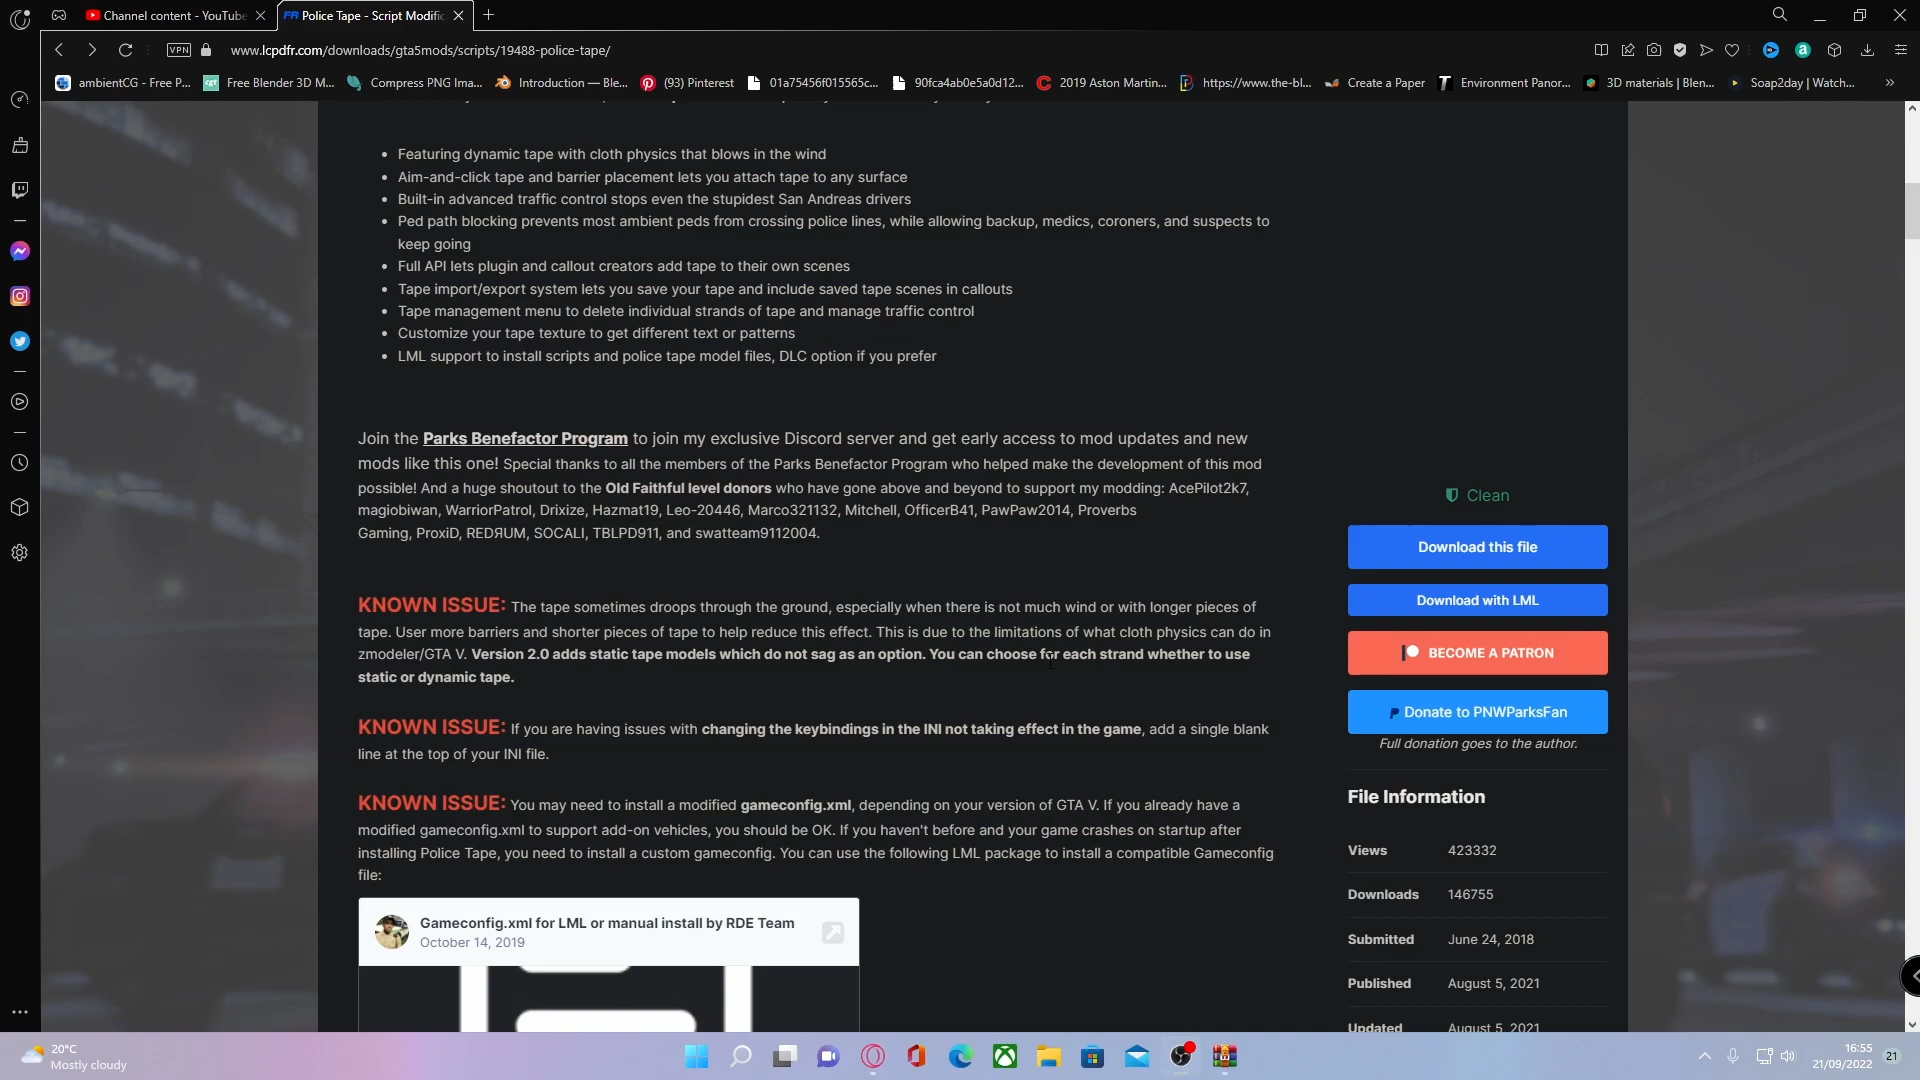 Channel content - YouTube
Police Tape - Script Modific
VPN
www.lcpdfr.com/downloads/gta5mods/scripts/19488-police-tape/
ambientCG - Free P...
Free Blender 3D M...
Compress PNG Ima...
Introduction — Ble...
(93) Pinterest
01a75456f015565c...
90fca4ab0e5a0d12...
2019 Aston Martin...
https://www.the-bl...
Create a Paper
Environment Panor...
3D materials | Blen...
Soap2day | Watch...
Featuring dynamic tape with cloth physics that blows in the wind
Aim-and-click tape and barrier placement lets you attach tape to any surface
Built-in advanced traffic control stops even the stupidest San Andreas drivers
Ped path blocking prevents most ambient peds from crossing police lines, while allowing backup, medics, coroners, and suspects to
keep going
Full API lets plugin and callout creators add tape to their own scenes
Tape import/export system lets you save your tape and include saved tape scenes in callouts
Tape management menu to delete individual strands of tape and manage traffic control
Customize your tape texture to get different text or patterns
LML support to install scripts and police tape model files, DLC option if you prefer
Join the Parks Benefactor Program to join my exclusive Discord server and get early access to mod updates and new
mods like this one! Special thanks to all the members of the Parks Benefactor Program who helped make the development of this mod
possible! And a huge shoutout to the Old Faithful level donors who have gone above and beyond to support my modding: AcePilot2k7,
magiobiwan, WarriorPatrol, Drixize, Hazmat19, Leo-20446, Marco321132, Mitchell, OfficerB41, PawPaw2014, Proverbs
Gaming, ProxiD, REDЯUM, SOCALI, TBLPD911, and swatteam9112004.
KNOWN ISSUE: The tape sometimes droops through the ground, especially when there is not much wind or with longer pieces of
tape. User more barriers and shorter pieces of tape to help reduce this effect. This is due to the limitations of what cloth physics can do in
zmodeler/GTA V. Version 2.0 adds static tape models which do not sag as an option. You can choose for each strand whether to use
static or dynamic tape.
KNOWN ISSUE: If you are having issues with changing the keybindings in the INI not taking effect in the game, add a single blank
line at the top of your INI file.
KNOWN ISSUE: You may need to install a modified gameconfig.xml, depending on your version of GTA V. If you already have a
modified gameconfig.xml to support add-on vehicles, you should be OK. If you haven't before and your game crashes on startup after
installing Police Tape, you need to install a custom gameconfig. You can use the following LML package to install a compatible Gameconfig
file:
Gameconfig.xml for LML or manual install by RDE Team
October 14, 2019
Clean
Download this file
Download with LML
BECOME A PATRON
Donate to PNWParksFan
Full donation goes to the author.
File Information
Views 423332
Downloads 146755
Submitted June 24, 2018
Published August 5, 2021
Updated August 5, 2021
20°C
Mostly cloudy
16:55
21/09/2022
21